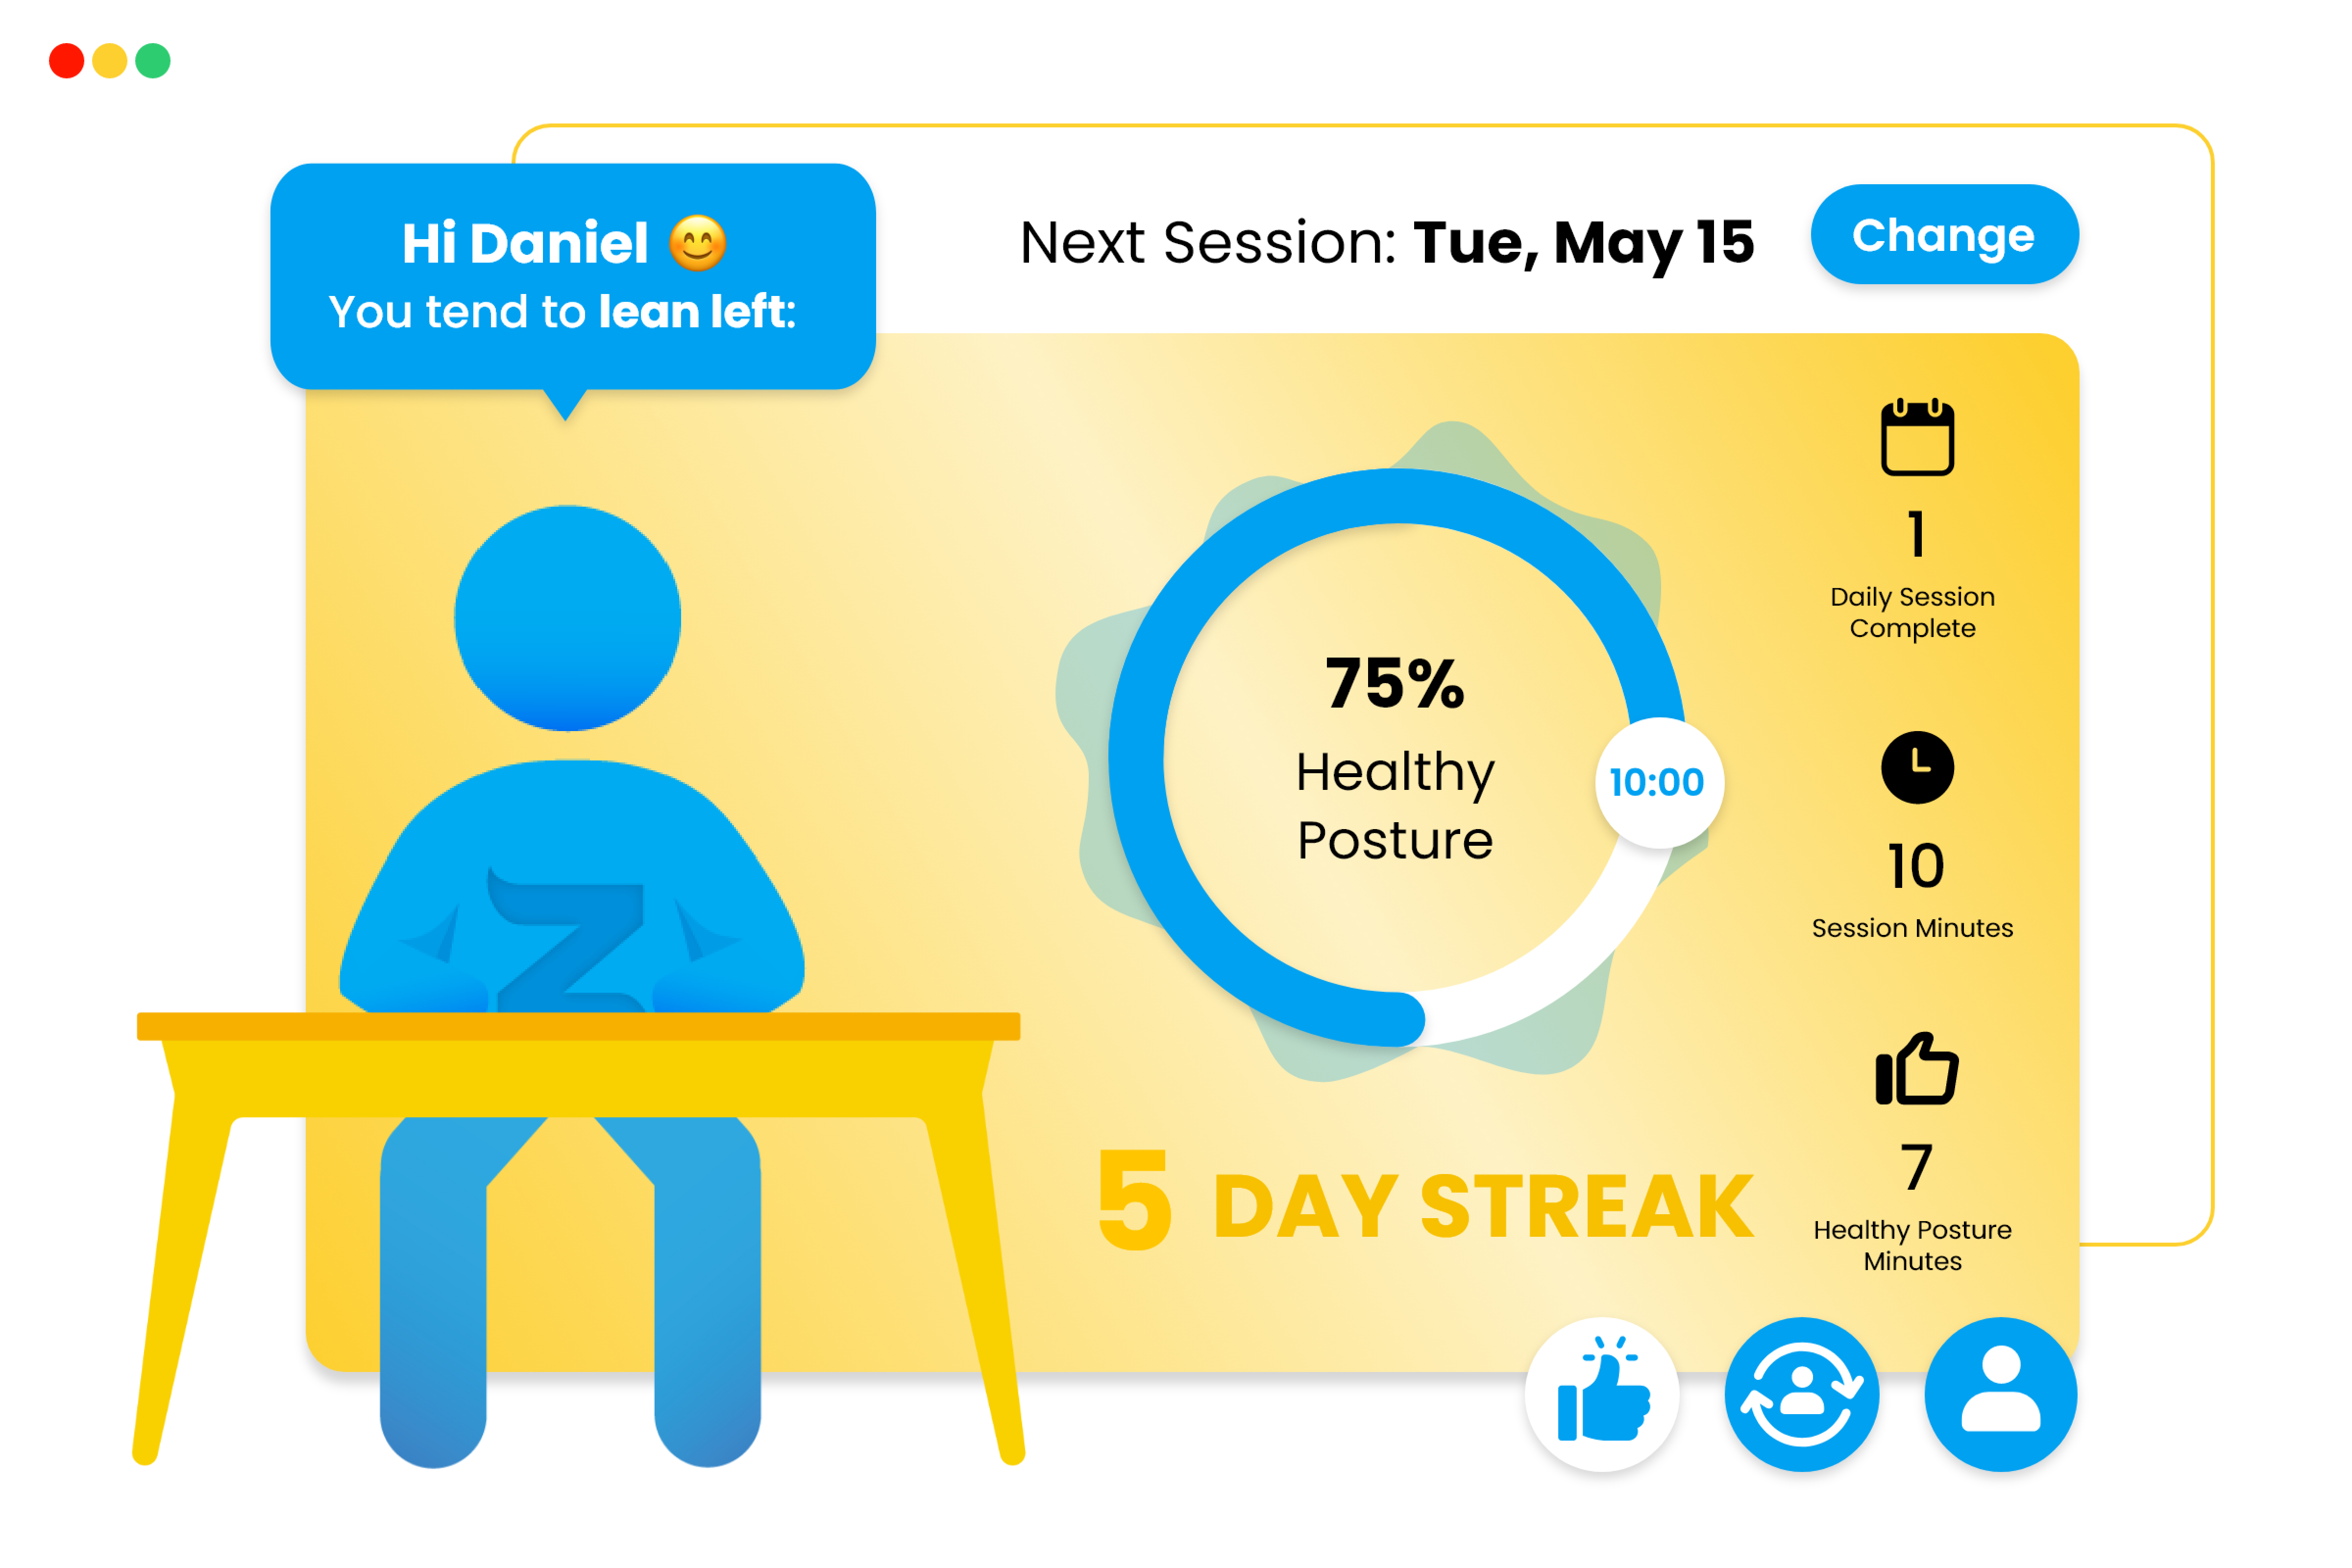 Hi Daniel 😊
You tend to lean left:
Next Session: Tue, May 15
Change
75%
Healthy
Posture
10:00
5 DAY STREAK
1
Daily Session
Complete
10
Session Minutes
7
Healthy Posture
Minutes